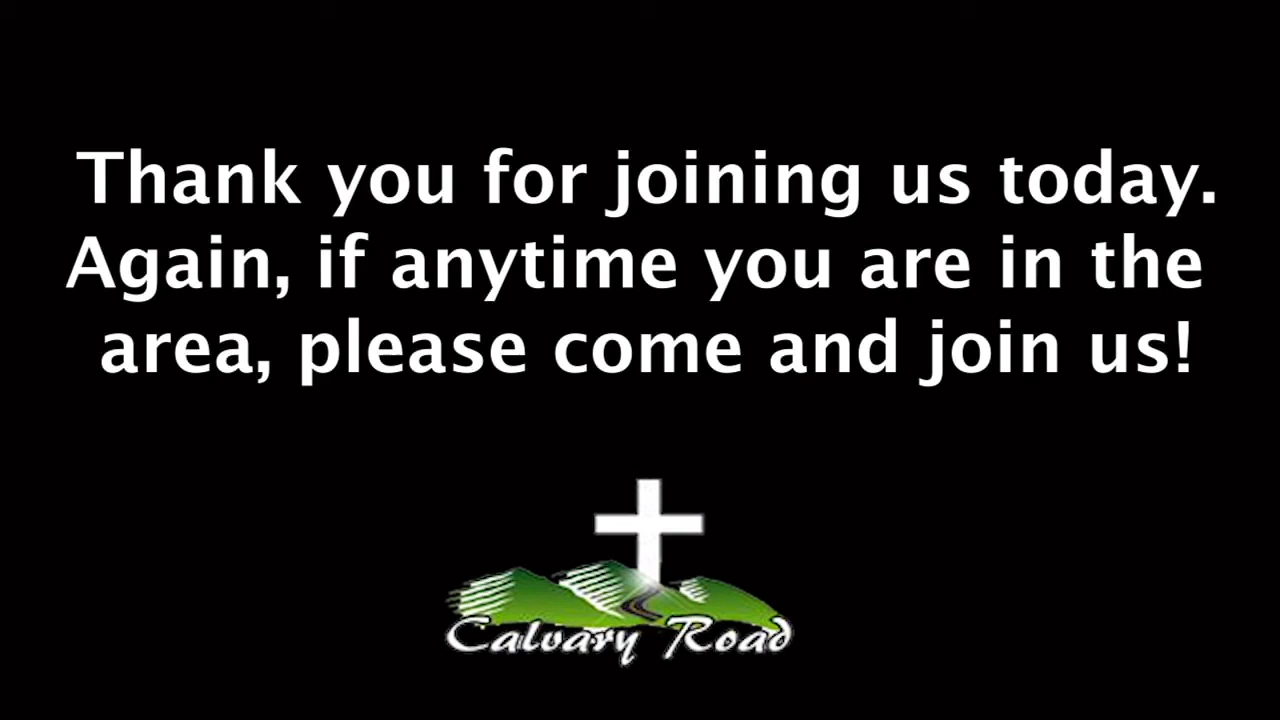 Thank you for joining us today.
Again, if anytime you are in the
area, please come and join us!
Calvary Road